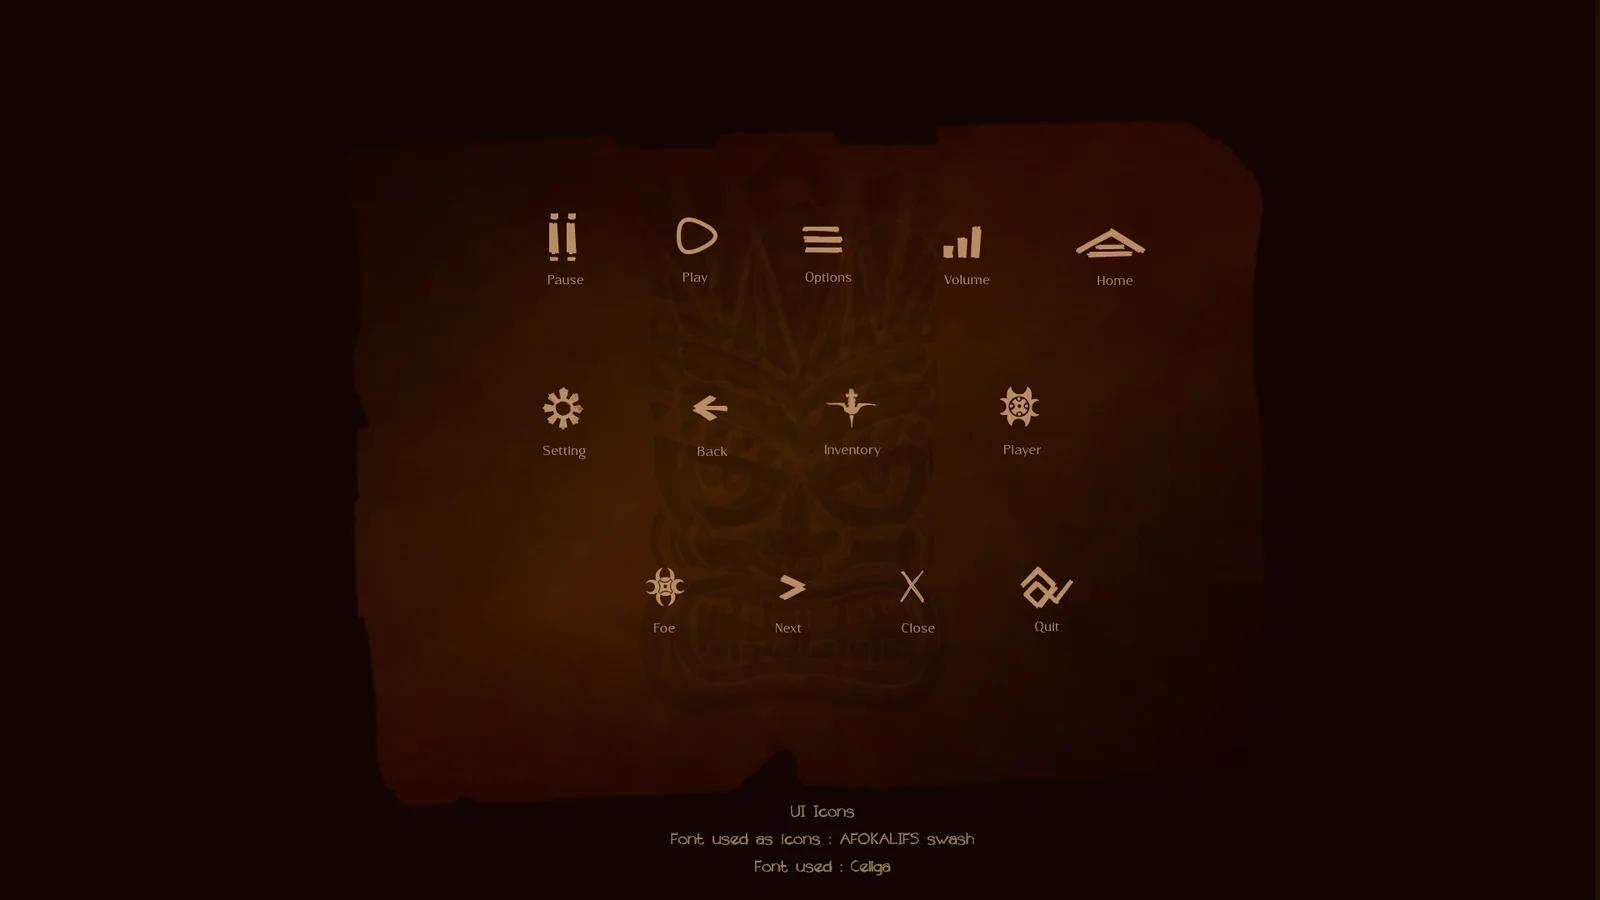 Pause Play Options Volume Home
Setting Back Inventory Player
Foe Next Close Quit
UI Icons
Font used as icons : AFOKALIFS swash
Font used : Cellga